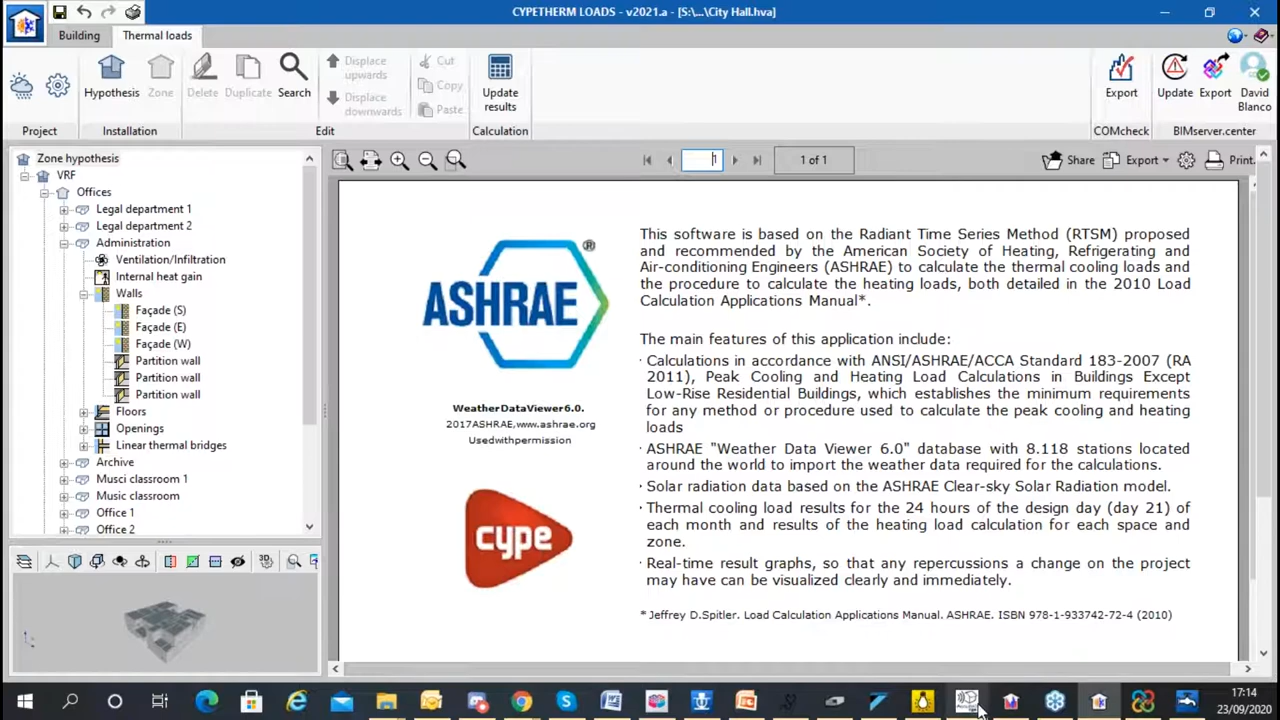 CYPETHERM LOADS - v2021.a - [S:\...\City Hall.hva]
Building
Thermal loads
Hypothesis
Zone
Delete
Duplicate
Search
Displace
upwards
Displace
downwards
Cut
Copy
Paste
Update
results
Export
Update
Export
David
Blanco
Project
Installation
Edit
Calculation
COMcheck
BIMserver.center
Zone hypothesis
VRF
Offices
Legal department 1
Legal department 2
Administration
Ventilation/Infiltration
Internal heat gain
Walls
Façade (S)
Façade (E)
Façade (W)
Partition wall
Partition wall
Partition wall
Floors
Openings
Linear thermal bridges
Archive
Musci classroom 1
Music classroom
Office 1
Office 2
1
1 of 1
Share
Export
Print.
ASHRAE ®
WeatherDataViewer6.0.
2017ASHRAE,www.ashrae.org
Usedwithpermission
cype
This software is based on the Radiant Time Series Method (RTSM) proposed
and recommended by the American Society of Heating, Refrigerating and
Air-conditioning Engineers (ASHRAE) to calculate the thermal cooling loads and
the procedure to calculate the heating loads, both detailed in the 2010 Load
Calculation Applications Manual*.
The main features of this application include:
· Calculations in accordance with ANSI/ASHRAE/ACCA Standard 183-2007 (RA
2011), Peak Cooling and Heating Load Calculations in Buildings Except
Low-Rise Residential Buildings, which establishes the minimum requirements
for any method or procedure used to calculate the peak cooling and heating
loads
· ASHRAE "Weather Data Viewer 6.0" database with 8.118 stations located
around the world to import the weather data required for the calculations.
· Solar radiation data based on the ASHRAE Clear-sky Solar Radiation model.
· Thermal cooling load results for the 24 hours of the design day (day 21) of
each month and results of the heating load calculation for each space and
zone.
· Real-time result graphs, so that any repercussions a change on the project
may have can be visualized clearly and immediately.
* Jeffrey D.Spitler. Load Calculation Applications Manual. ASHRAE. ISBN 978-1-933742-72-4 (2010)
17:14
23/09/2020